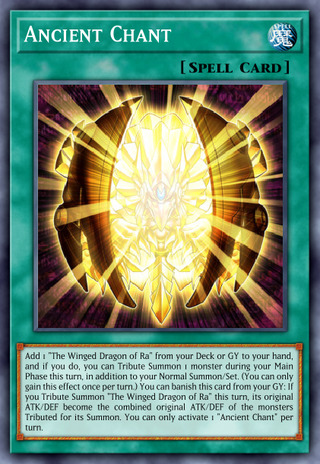 Ancient Chant
魔
[Spell Card]
Add 1 "The Winged Dragon of Ra" from your Deck or GY to your hand,
and if you do, you can Tribute Summon 1 monster during your Main
Phase this turn, in addition to your Normal Summon/Set. (You can only
gain this effect once per turn.) You can banish this card from your GY: If
you Tribute Summon "The Winged Dragon of Ra" this turn, its original
ATK/DEF become the combined original ATK/DEF of the monsters
Tributed for its Summon. You can only activate 1 "Ancient Chant" per
turn.